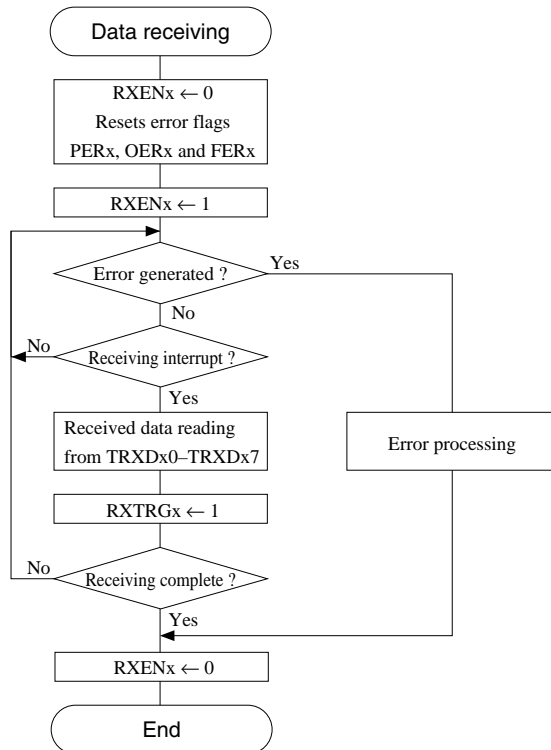 Data receiving
RXENx ← 0
Resets error flags
PERx, OERx and FERx
RXENx ← 1
Error generated ?
Yes
No
Receiving interrupt ?
No
Yes
Received data reading
from TRXDx0–TRXDx7
Error processing
RXTRGx ← 1
Receiving complete ?
No
Yes
RXENx ← 0
End